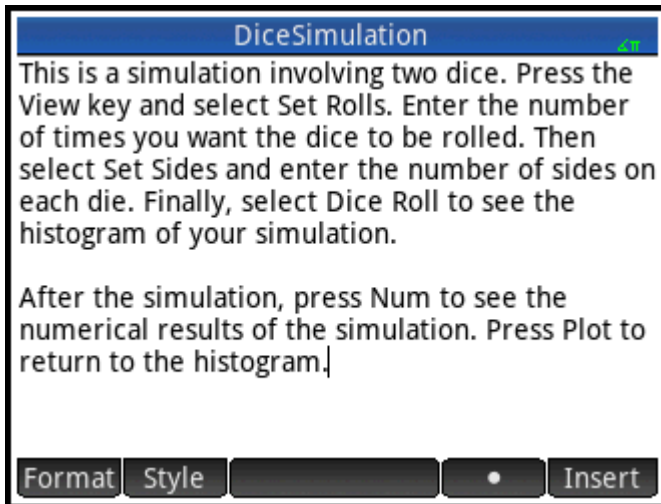 DiceSimulation
∡π
This is a simulation involving two dice. Press the
View key and select Set Rolls. Enter the number
of times you want the dice to be rolled. Then
select Set Sides and enter the number of sides on
each die. Finally, select Dice Roll to see the
histogram of your simulation.
After the simulation, press Num to see the
numerical results of the simulation. Press Plot to
return to the histogram.
Format Style • Insert